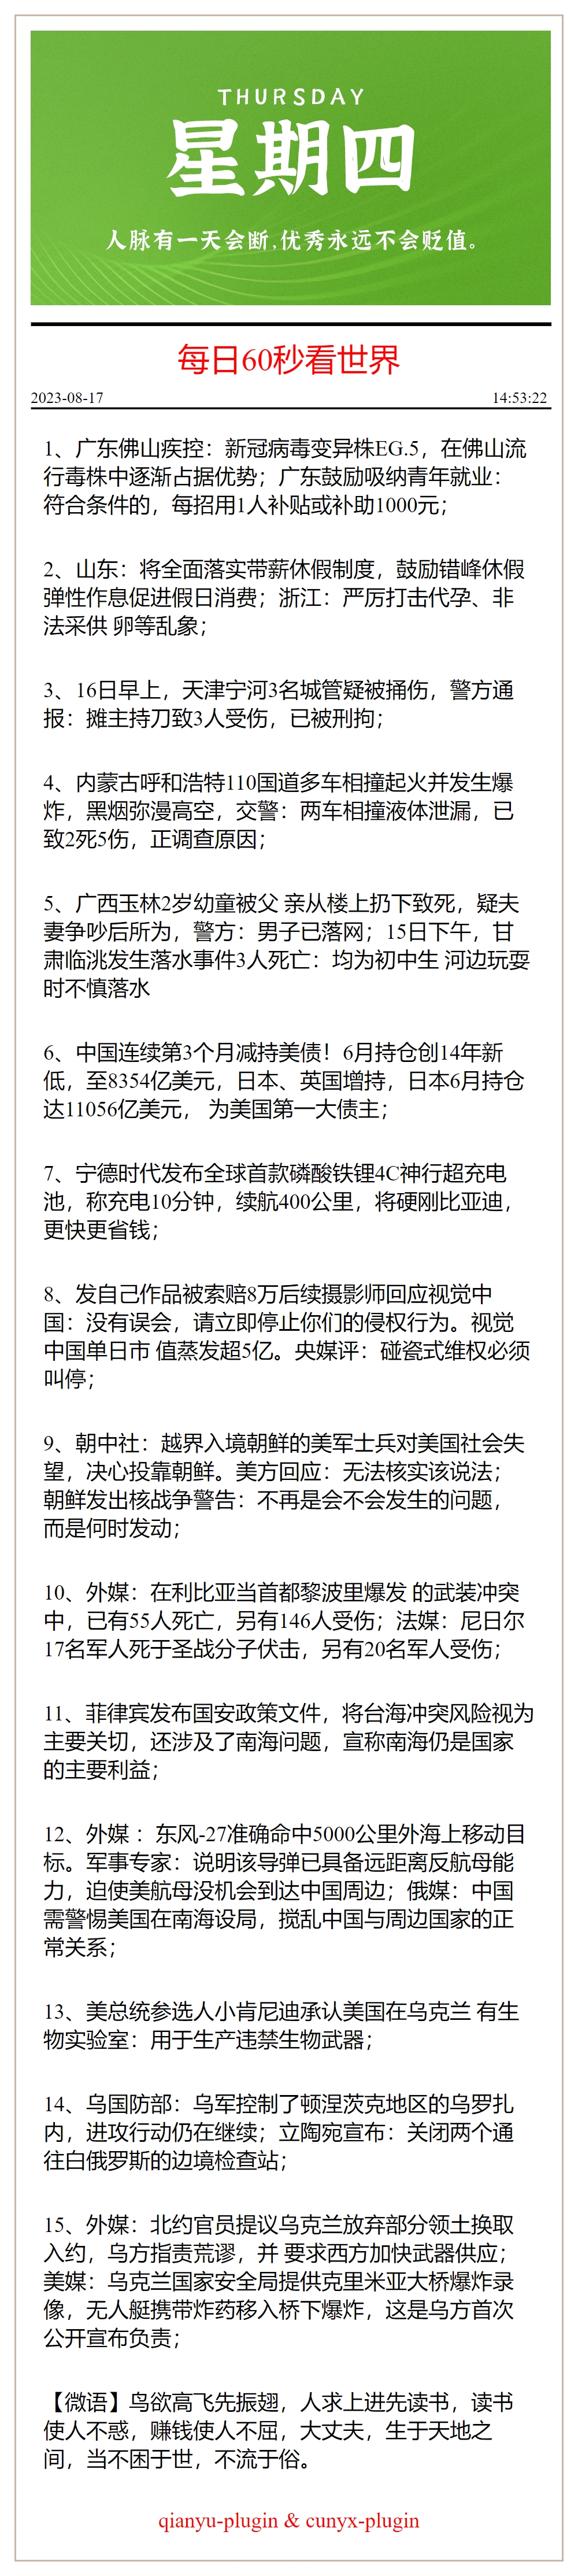 THURSDAY
星期四
人脉有一天会断,优秀永远不会贬值。
每日60秒看世界
2023-08-17 14:53:22
1、广东佛山疾控：新冠病毒变异株EG.5，在佛山流
行毒株中逐渐占据优势；广东鼓励吸纳青年就业：
符合条件的，每招用1人补贴或补助1000元；
2、山东：将全面落实带薪休假制度，鼓励错峰休假
弹性作息促进假日消费；浙江：严厉打击代孕、非
法采供 卵等乱象；
3、16日早上，天津宁河3名城管疑被捅伤，警方通
报：摊主持刀致3人受伤，已被刑拘；
4、内蒙古呼和浩特110国道多车相撞起火并发生爆
炸，黑烟弥漫高空，交警：两车相撞液体泄漏，已
致2死5伤，正调查原因；
5、广西玉林2岁幼童被父 亲从楼上扔下致死，疑夫
妻争吵后所为，警方：男子已落网；15日下午，甘
肃临洮发生落水事件3人死亡：均为初中生 河边玩耍
时不慎落水
6、中国连续第3个月减持美债！6月持仓创14年新
低，至8354亿美元，日本、英国增持，日本6月持仓
达11056亿美元， 为美国第一大债主；
7、宁德时代发布全球首款磷酸铁锂4C神行超充电
池，称充电10分钟，续航400公里，将硬刚比亚迪，
更快更省钱；
8、发自己作品被索赔8万后续摄影师回应视觉中
国：没有误会，请立即停止你们的侵权行为。视觉
中国单日市 值蒸发超5亿。央媒评：碰瓷式维权必须
叫停；
9、朝中社：越界入境朝鲜的美军士兵对美国社会失
望，决心投靠朝鲜。美方回应：无法核实该说法；
朝鲜发出核战争警告：不再是会不会发生的问题，
而是何时发动；
10、外媒：在利比亚当首都黎波里爆发 的武装冲突
中，已有55人死亡，另有146人受伤；法媒：尼日尔
17名军人死于圣战分子伏击，另有20名军人受伤；
11、菲律宾发布国安政策文件，将台海冲突风险视为
主要关切，还涉及了南海问题，宣称南海仍是国家
的主要利益；
12、外媒 ：东风-27准确命中5000公里外海上移动目
标。军事专家：说明该导弹已具备远距离反航母能
力，迫使美航母没机会到达中国周边；俄媒：中国
需警惕美国在南海设局，搅乱中国与周边国家的正
常关系；
13、美总统参选人小肯尼迪承认美国在乌克兰 有生
物实验室：用于生产违禁生物武器；
14、乌国防部：乌军控制了顿涅茨克地区的乌罗扎
内，进攻行动仍在继续；立陶宛宣布：关闭两个通
往白俄罗斯的边境检查站；
15、外媒：北约官员提议乌克兰放弃部分领土换取
入约，乌方指责荒谬，并 要求西方加快武器供应；
美媒：乌克兰国家安全局提供克里米亚大桥爆炸录
像，无人艇携带炸药移入桥下爆炸，这是乌方首次
公开宣布负责；
【微语】鸟欲高飞先振翅，人求上进先读书，读书
使人不惑，赚钱使人不屈，大丈夫，生于天地之
间，当不困于世，不流于俗。
qianyu-plugin & cunyx-plugin